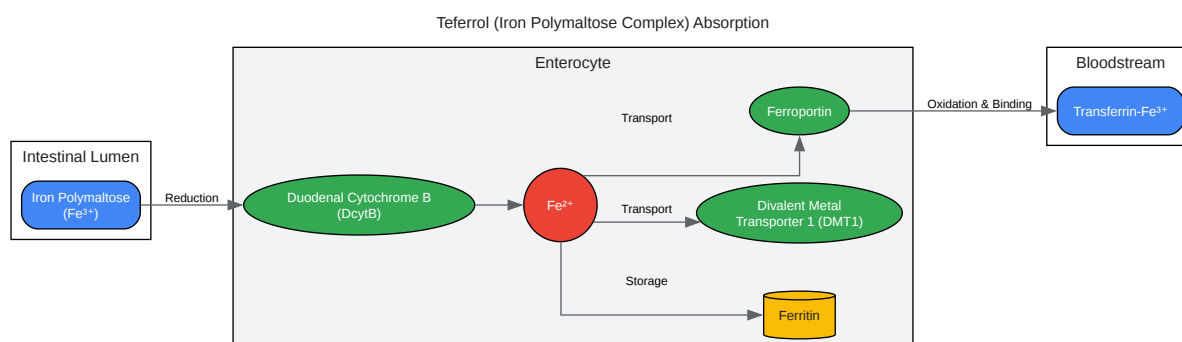 Teferrol (Iron Polymaltose Complex) Absorption
Enterocyte
Bloodstream
Ferroportin
Transport
Oxidation & Binding
Transferrin-Fe³⁺
Intestinal Lumen
Iron Polymaltose
(Fe³⁺)
Reduction
Duodenal Cytochrome B
(DcytB)
Fe²⁺
Transport
Divalent Metal
Transporter 1 (DMT1)
Storage
Ferritin